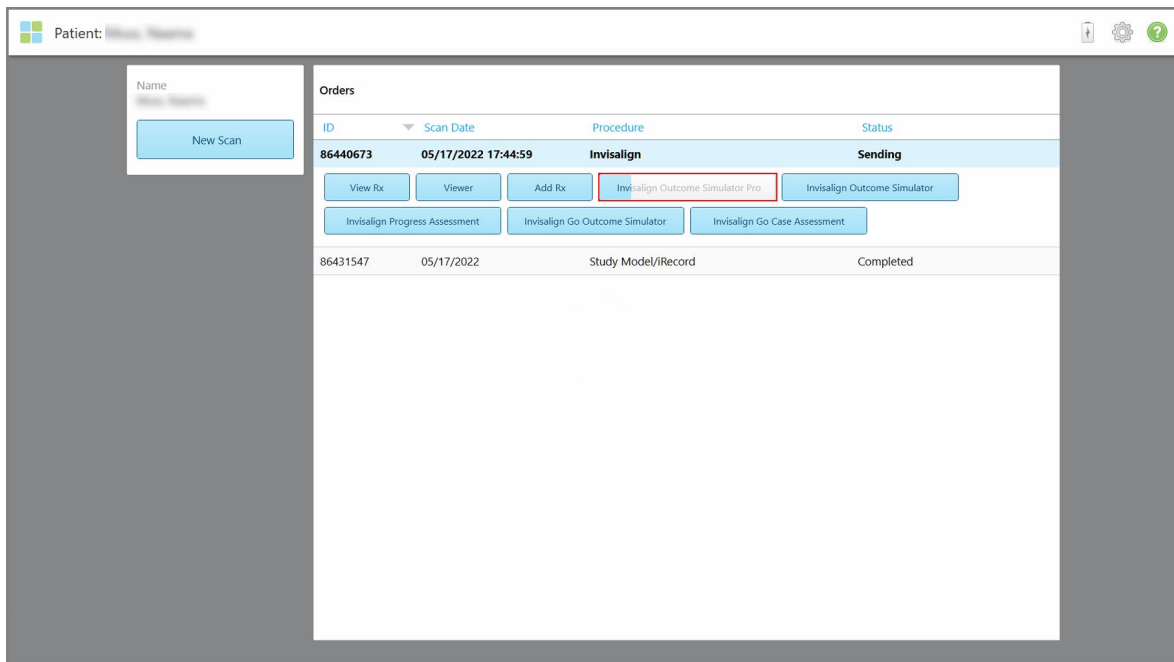 Patient:
Name
New Scan
Orders
ID Scan Date Procedure Status
86440673 05/17/2022 17:44:59 Invisalign Sending
View Rx Viewer Add Rx Invisalign Outcome Simulator Pro Invisalign Outcome Simulator
Invisalign Progress Assessment Invisalign Go Outcome Simulator Invisalign Go Case Assessment
86431547 05/17/2022 Study Model/iRecord Completed